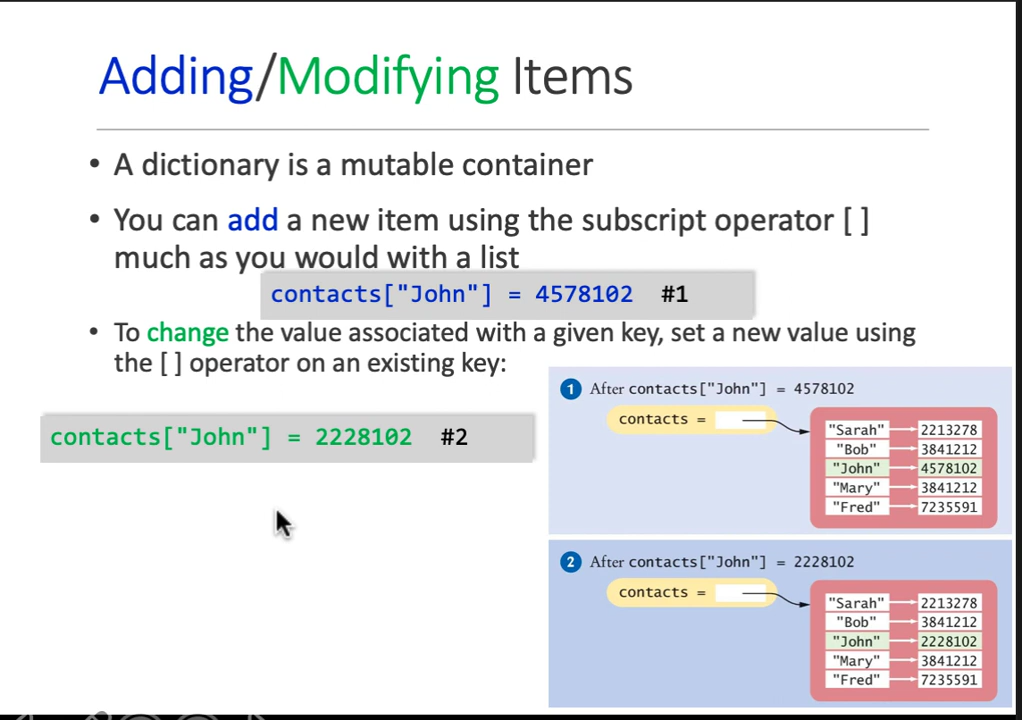 Adding/Modifying Items
• A dictionary is a mutable container
• You can add a new item using the subscript operator [ ]
much as you would with a list
contacts["John"] = 4578102 #1
• To change the value associated with a given key, set a new value using
the [ ] operator on an existing key:
contacts["John"] = 2228102 #2
1 After contacts["John"] = 4578102
contacts =
"Sarah" 2213278
"Bob" 3841212
"John" 4578102
"Mary" 3841212
"Fred" 7235591
2 After contacts["John"] = 2228102
contacts =
"Sarah" 2213278
"Bob" 3841212
"John" 2228102
"Mary" 3841212
"Fred" 7235591